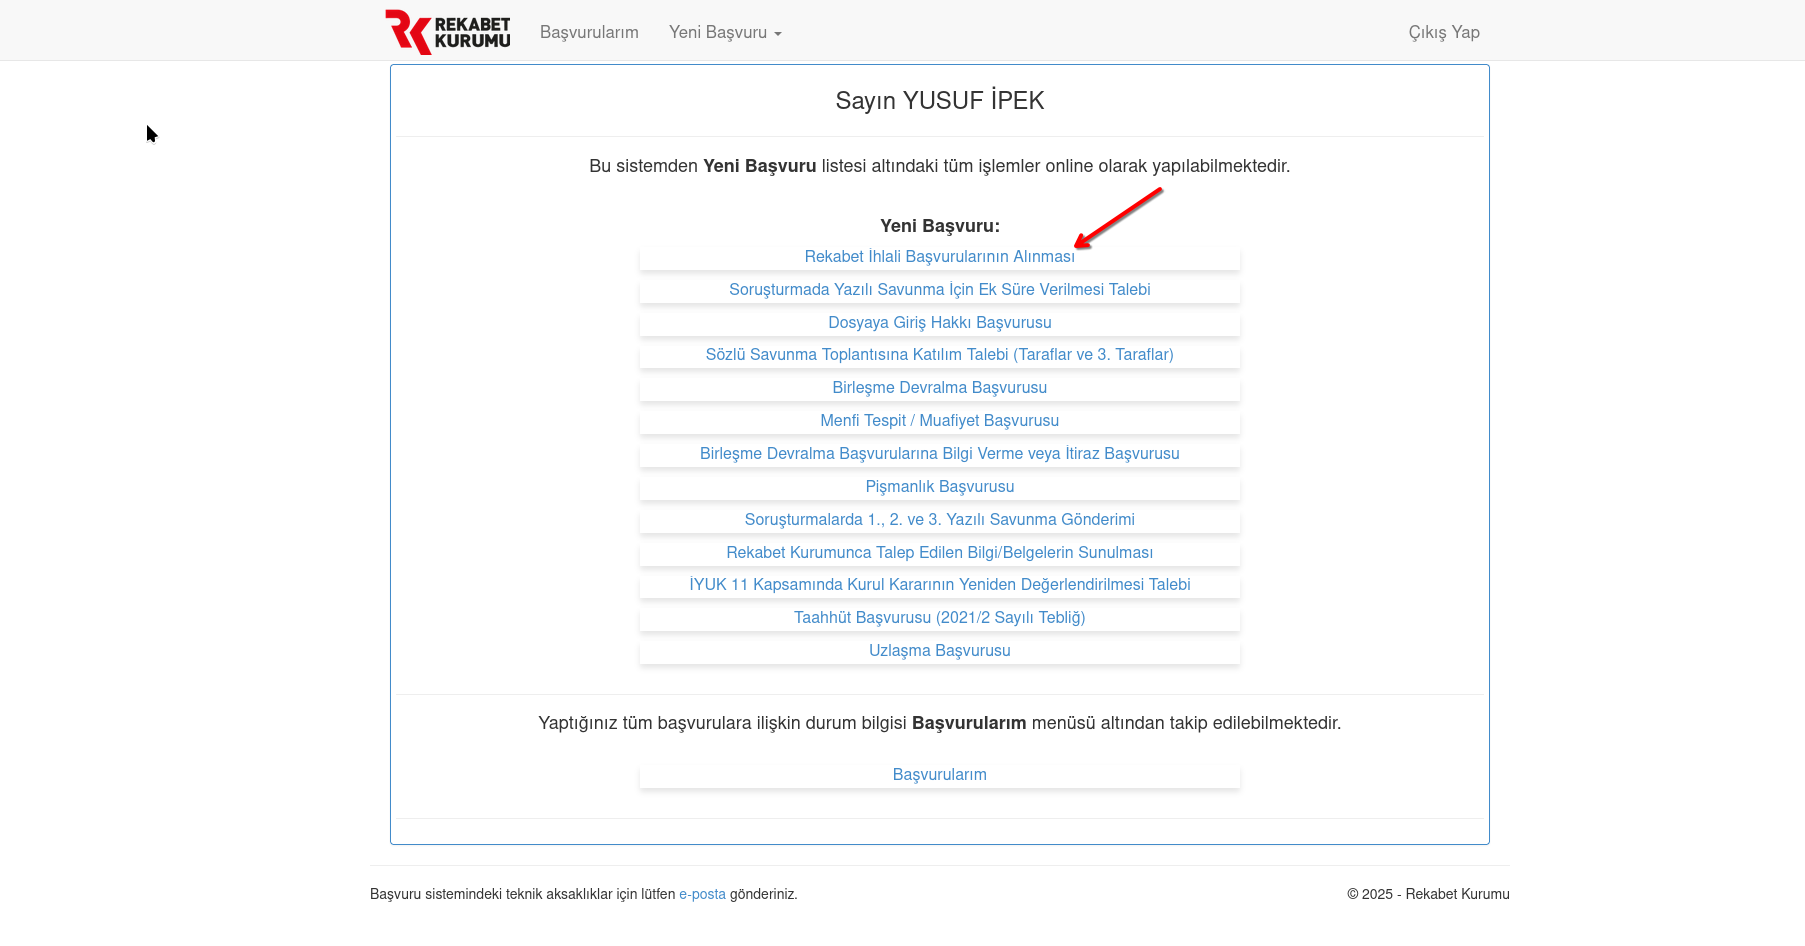 REKABET KURUMU
Başvurularım
Yeni Başvuru
Çıkış Yap
Sayın YUSUF İPEK
Bu sistemden Yeni Başvuru listesi altındaki tüm işlemler online olarak yapılabilmektedir.
Yeni Başvuru:
Rekabet İhlali Başvurularının Alınması
Soruşturmada Yazılı Savunma İçin Ek Süre Verilmesi Talebi
Dosyaya Giriş Hakkı Başvurusu
Sözlü Savunma Toplantısına Katılım Talebi (Taraflar ve 3. Taraflar)
Birleşme Devralma Başvurusu
Menfi Tespit / Muafiyet Başvurusu
Birleşme Devralma Başvurularına Bilgi Verme veya İtiraz Başvurusu
Pişmanlık Başvurusu
Soruşturmalarda 1., 2. ve 3. Yazılı Savunma Gönderimi
Rekabet Kurumunca Talep Edilen Bilgi/Belgelerin Sunulması
İYUK 11 Kapsamında Kurul Kararının Yeniden Değerlendirilmesi Talebi
Taahhüt Başvurusu (2021/2 Sayılı Tebliğ)
Uzlaşma Başvurusu
Yaptığınız tüm başvurulara ilişkin durum bilgisi Başvurularım menüsü altından takip edilebilmektedir.
Başvurularım
Başvuru sistemindeki teknik aksaklıklar için lütfen e-posta gönderiniz.
© 2025 - Rekabet Kurumu